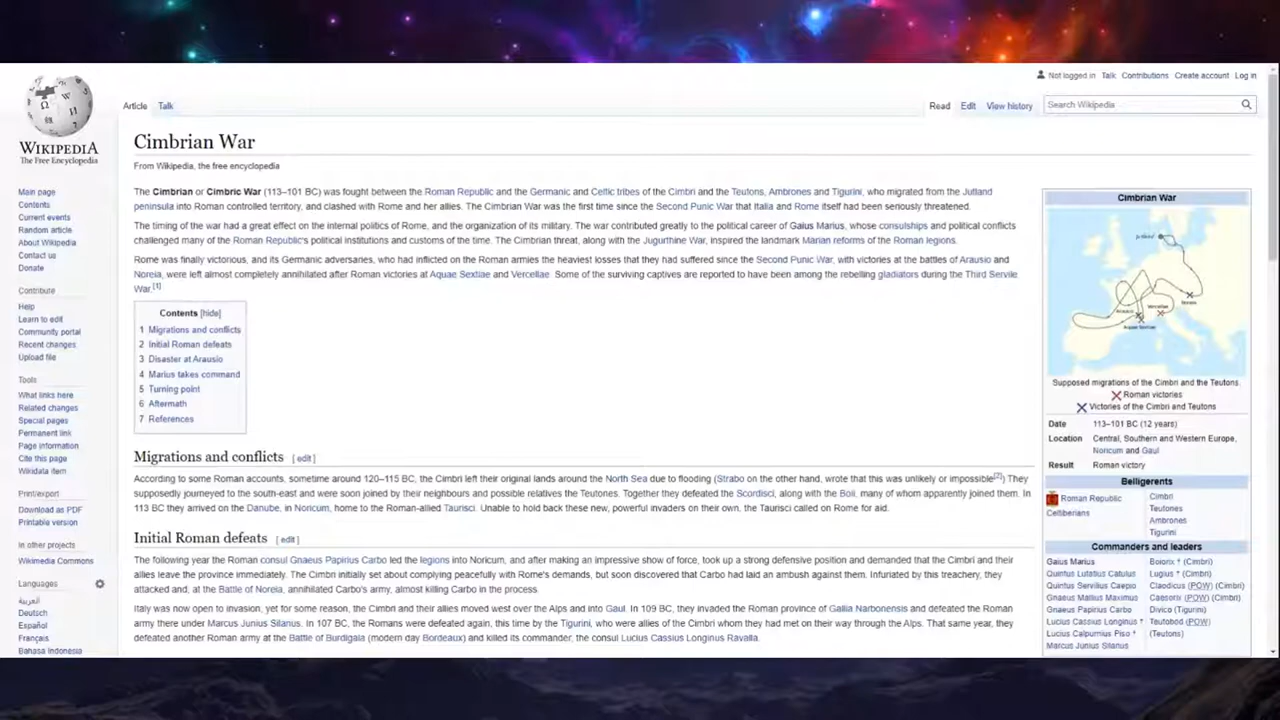 Not logged in Talk Contributions Create account Log in
Article Talk
Read Edit View history
Search Wikipedia
WIKIPEDIA
The Free Encyclopedia
Main page
Contents
Current events
Random article
About Wikipedia
Contact us
Donate
Contribute
Help
Learn to edit
Community portal
Recent changes
Upload file
Tools
What links here
Related changes
Special pages
Permanent link
Page information
Cite this page
Wikidata item
Print/export
Download as PDF
Printable version
In other projects
Wikimedia Commons
Languages
العربية
Deutsch
Español
Français
Bahasa Indonesia
Cimbrian War
From Wikipedia, the free encyclopedia
The Cimbrian or Cimbric War (113–101 BC) was fought between the Roman Republic and the Germanic and Celtic tribes of the Cimbri and the Teutons, Ambrones and Tigurini, who migrated from the Jutland
peninsula into Roman controlled territory, and clashed with Rome and her allies. The Cimbrian War was the first time since the Second Punic War that Italia and Rome itself had been seriously threatened.
The timing of the war had a great effect on the internal politics of Rome, and the organization of its military. The war contributed greatly to the political career of Gaius Marius, whose consulships and political conflicts
challenged many of the Roman Republic's political institutions and customs of the time. The Cimbrian threat, along with the Jugurthine War, inspired the landmark Marian reforms of the Roman legions.
Rome was finally victorious, and its Germanic adversaries, who had inflicted on the Roman armies the heaviest losses that they had suffered since the Second Punic War, with victories at the battles of Arausio and
Noreia, were left almost completely annihilated after Roman victories at Aquae Sextiae and Vercellae. Some of the surviving captives are reported to have been among the rebelling gladiators during the Third Servile
War.[1]
Contents [hide]
1 Migrations and conflicts
2 Initial Roman defeats
3 Disaster at Arausio
4 Marius takes command
5 Turning point
6 Aftermath
7 References
Migrations and conflicts [ edit ]
According to some Roman accounts, sometime around 120–115 BC, the Cimbri left their original lands around the North Sea due to flooding (Strabo on the other hand, wrote that this was unlikely or impossible[2]) They
supposedly journeyed to the south-east and were soon joined by their neighbours and possible relatives the Teutones. Together they defeated the Scordisci, along with the Boii, many of whom apparently joined them. In
113 BC they arrived on the Danube, in Noricum, home to the Roman-allied Taurisci. Unable to hold back these new, powerful invaders on their own, the Taurisci called on Rome for aid.
Initial Roman defeats [ edit ]
The following year the Roman consul Gnaeus Papirius Carbo led the legions into Noricum, and after making an impressive show of force, took up a strong defensive position and demanded that the Cimbri and their
allies leave the province immediately. The Cimbri initially set about complying peacefully with Rome's demands, but soon discovered that Carbo had laid an ambush against them. Infuriated by this treachery, they
attacked and, at the Battle of Noreia, annihilated Carbo's army, almost killing Carbo in the process.
Italy was now open to invasion, yet for some reason, the Cimbri and their allies moved west over the Alps and into Gaul. In 109 BC, they invaded the Roman province of Gallia Narbonensis and defeated the Roman
army there under Marcus Junius Silanus. In 107 BC, the Romans were defeated again, this time by the Tigurini, who were allies of the Cimbri whom they had met on their way through the Alps. That same year, they
defeated another Roman army at the Battle of Burdigala (modern day Bordeaux) and killed its commander, the consul Lucius Cassius Longinus Ravalla.
Cimbrian War
Vercellae
Noreia
Arausio
Aquae Sextiae
Supposed migrations of the Cimbri and the Teutons.
Roman victories
Victories of the Cimbri and Teutons
Date 113–101 BC (12 years)
Location Central, Southern and Western Europe,
Noricum and Gaul
Result Roman victory
Belligerents
Roman Republic
Celtiberians
Cimbri
Teutones
Ambrones
Tigurini
Commanders and leaders
Gaius Marius
Quintus Lutatius Catulus
Quintus Servilius Caepio
Gnaeus Mallius Maximus
Gnaeus Papirius Carbo
Lucius Cassius Longinus †
Lucius Calpurnius Piso †
Marcus Junius Silanus
Boiorix † (Cimbri)
Lugius † (Cimbri)
Claodicus (POW) (Cimbri)
Caesorix (POW) (Cimbri)
Divico (Tigurini)
Teutobod (POW)
(Teutons)